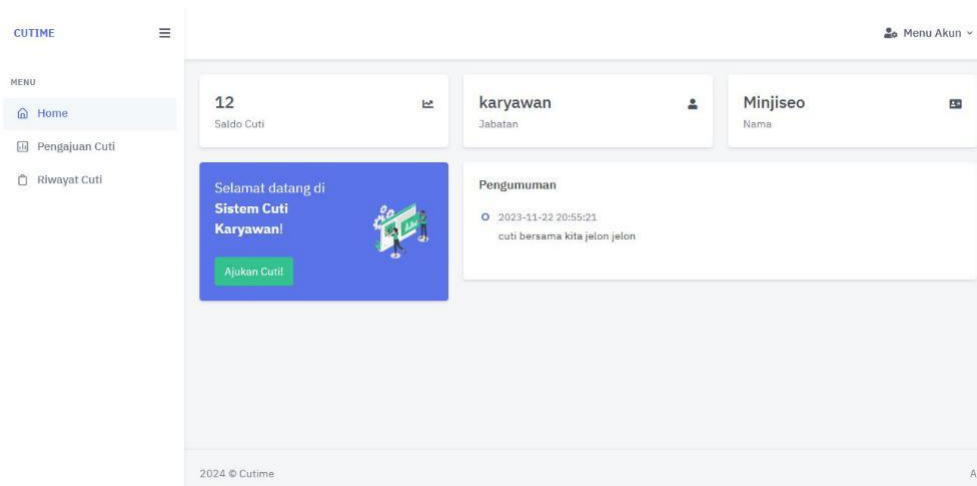 CUTIME
Menu Akun
MENU
Home
Pengajuan Cuti
Riwayat Cuti
12
Saldo Cuti
karyawan
Jabatan
Minjiseo
Nama
Selamat datang di
Sistem Cuti
Karyawan!
Ajukan Cuti!
Pengumuman
2023-11-22 20:55:21
cuti bersama kita jelon jelon
2024 © Cutime
A